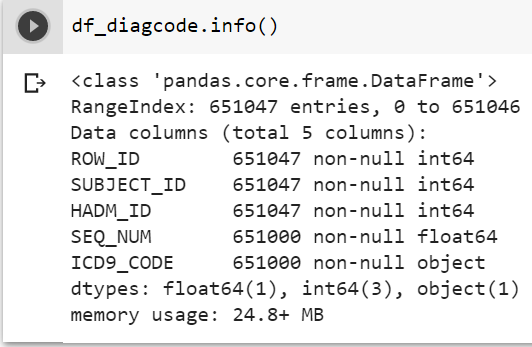 df_diagcode.info()
<class 'pandas.core.frame.DataFrame'>
RangeIndex: 651047 entries, 0 to 651046
Data columns (total 5 columns):
ROW_ID        651047 non-null int64
SUBJECT_ID    651047 non-null int64
HADM_ID       651047 non-null int64
SEQ_NUM       651000 non-null float64
ICD9_CODE     651000 non-null object
dtypes: float64(1), int64(3), object(1)
memory usage: 24.8+ MB